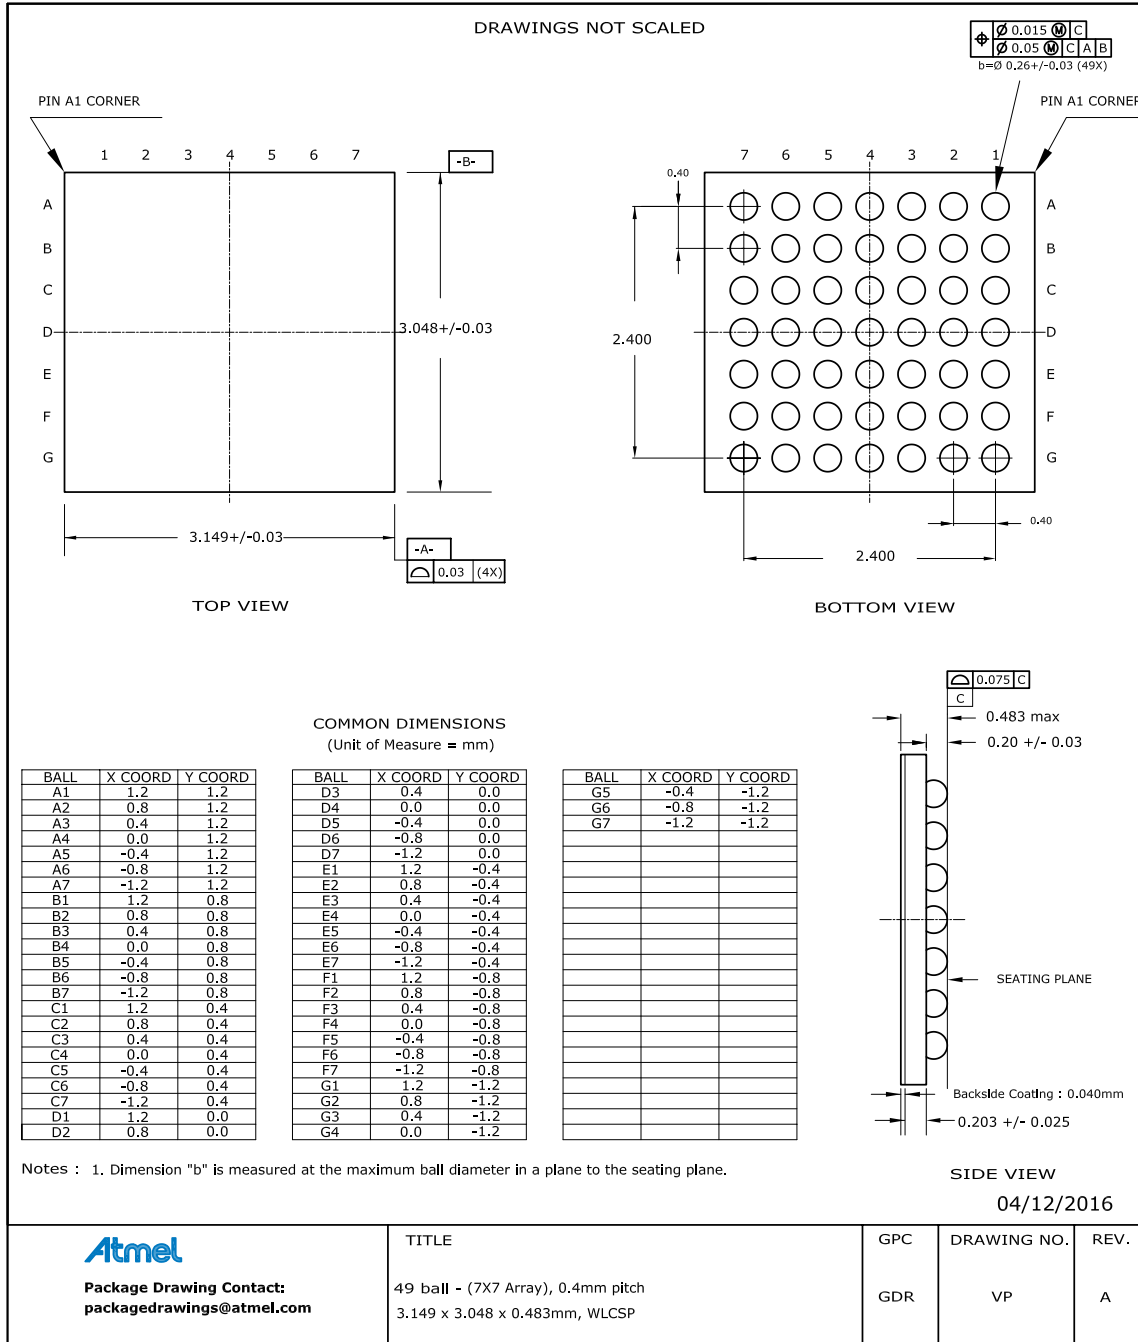 DRAWINGS NOT SCALED
Ø 0.015 Ⓜ C
Ø 0.05 Ⓜ C A B
b=Ø 0.26+/-0.03 (49X)
PIN A1 CORNER
PIN A1 CORNER
1 2 3 4 5 6 7
-B-
7 6 5 4 3 2 1
0.40
A
B
C
D
E
F
G
3.048+/-0.03
2.400
A
B
C
D
E
F
G
3.149+/-0.03
-A-
0.03 (4X)
0.40
2.400
TOP VIEW
BOTTOM VIEW
0.075 C
C
0.483 max
0.20 +/- 0.03
COMMON DIMENSIONS
(Unit of Measure = mm)
BALL X COORD Y COORD
A1 1.2 1.2
A2 0.8 1.2
A3 0.4 1.2
A4 0.0 1.2
A5 -0.4 1.2
A6 -0.8 1.2
A7 -1.2 1.2
B1 1.2 0.8
B2 0.8 0.8
B3 0.4 0.8
B4 0.0 0.8
B5 -0.4 0.8
B6 -0.8 0.8
B7 -1.2 0.8
C1 1.2 0.4
C2 0.8 0.4
C3 0.4 0.4
C4 0.0 0.4
C5 -0.4 0.4
C6 -0.8 0.4
C7 -1.2 0.4
D1 1.2 0.0
D2 0.8 0.0
BALL X COORD Y COORD
D3 0.4 0.0
D4 0.0 0.0
D5 -0.4 0.0
D6 -0.8 0.0
D7 -1.2 0.0
E1 1.2 -0.4
E2 0.8 -0.4
E3 0.4 -0.4
E4 0.0 -0.4
E5 -0.4 -0.4
E6 -0.8 -0.4
E7 -1.2 -0.4
F1 1.2 -0.8
F2 0.8 -0.8
F3 0.4 -0.8
F4 0.0 -0.8
F5 -0.4 -0.8
F6 -0.8 -0.8
F7 -1.2 -0.8
G1 1.2 -1.2
G2 0.8 -1.2
G3 0.4 -1.2
G4 0.0 -1.2
BALL X COORD Y COORD
G5 -0.4 -1.2
G6 -0.8 -1.2
G7 -1.2 -1.2
SEATING PLANE
Backside Coating : 0.040mm
0.203 +/- 0.025
Notes : 1. Dimension "b" is measured at the maximum ball diameter in a plane to the seating plane.
SIDE VIEW
04/12/2016
Atmel
Package Drawing Contact:
packagedrawings@atmel.com
TITLE
49 ball - (7X7 Array), 0.4mm pitch
3.149 x 3.048 x 0.483mm, WLCSP
GPC
GDR
DRAWING NO.
VP
REV.
A